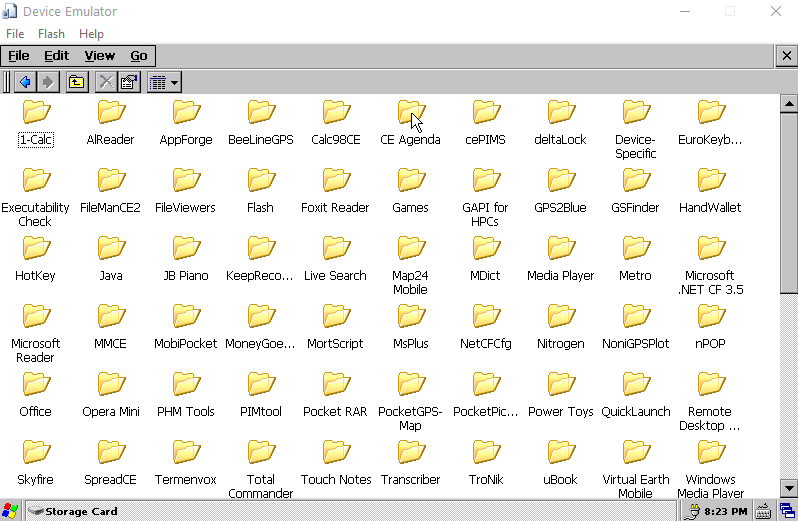 Device Emulator
File Flash Help
File Edit View Go
1-Calc AlReader AppForge BeeLineGPS Calc98CE CE Agenda cePIMS deltaLock Device-Specific EuroKeyb...
Executability Check FileManCE2 FileViewers Flash Foxit Reader Games GAPI for HPCs GPS2Blue GSFinder HandWallet
HotKey Java JB Piano KeepReco... Live Search Map24 Mobile MDict Media Player Metro Microsoft .NET CF 3.5
Microsoft Reader MMCE MobiPocket MoneyGoe... MortScript MsPlus NetCFCfg Nitrogen NoniGPSPlot nPOP
Office Opera Mini PHM Tools PIMtool Pocket RAR PocketGPS-Map PocketPic... Power Toys QuickLaunch Remote Desktop ...
Skyfire SpreadCE Termenvox Total Commander Touch Notes Transcriber TroNik uBook Virtual Earth Mobile Windows Media Player
Storage Card 8:23 PM